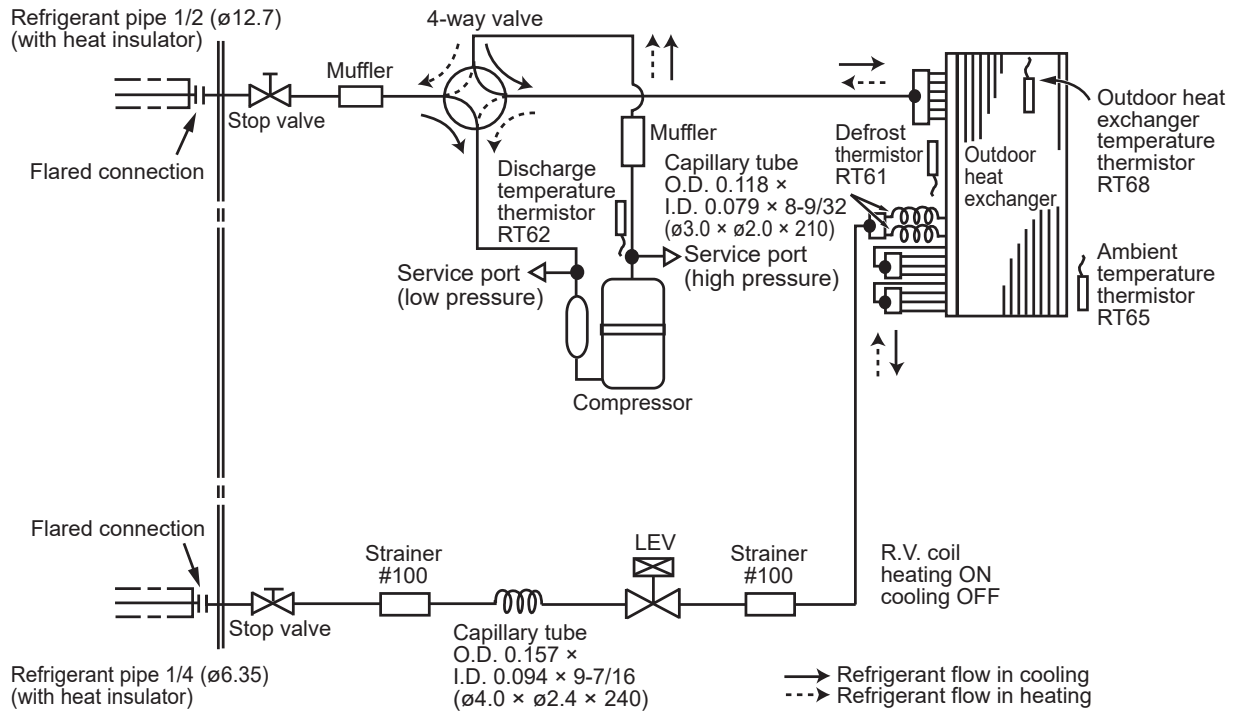 Refrigerant pipe 1/2 (ø12.7)
(with heat insulator)
4-way valve
Muffler
Stop valve
Flared connection
Muffler
Discharge
temperature
thermistor
RT62
Capillary tube
O.D. 0.118 ×
I.D. 0.079 × 8-9/32
(ø3.0 × ø2.0 × 210)
Defrost
thermistor
RT61
Outdoor
heat
exchanger
Outdoor heat
exchanger
temperature
thermistor
RT68
Service port
(low pressure)
Service port
(high pressure)
Ambient
temperature
thermistor
RT65
Compressor
Flared connection
Strainer
#100
LEV
Strainer
#100
R.V. coil
heating ON
cooling OFF
Stop valve
Capillary tube
O.D. 0.157 ×
I.D. 0.094 × 9-7/16
(ø4.0 × ø2.4 × 240)
Refrigerant pipe 1/4 (ø6.35)
(with heat insulator)
Refrigerant flow in cooling
Refrigerant flow in heating